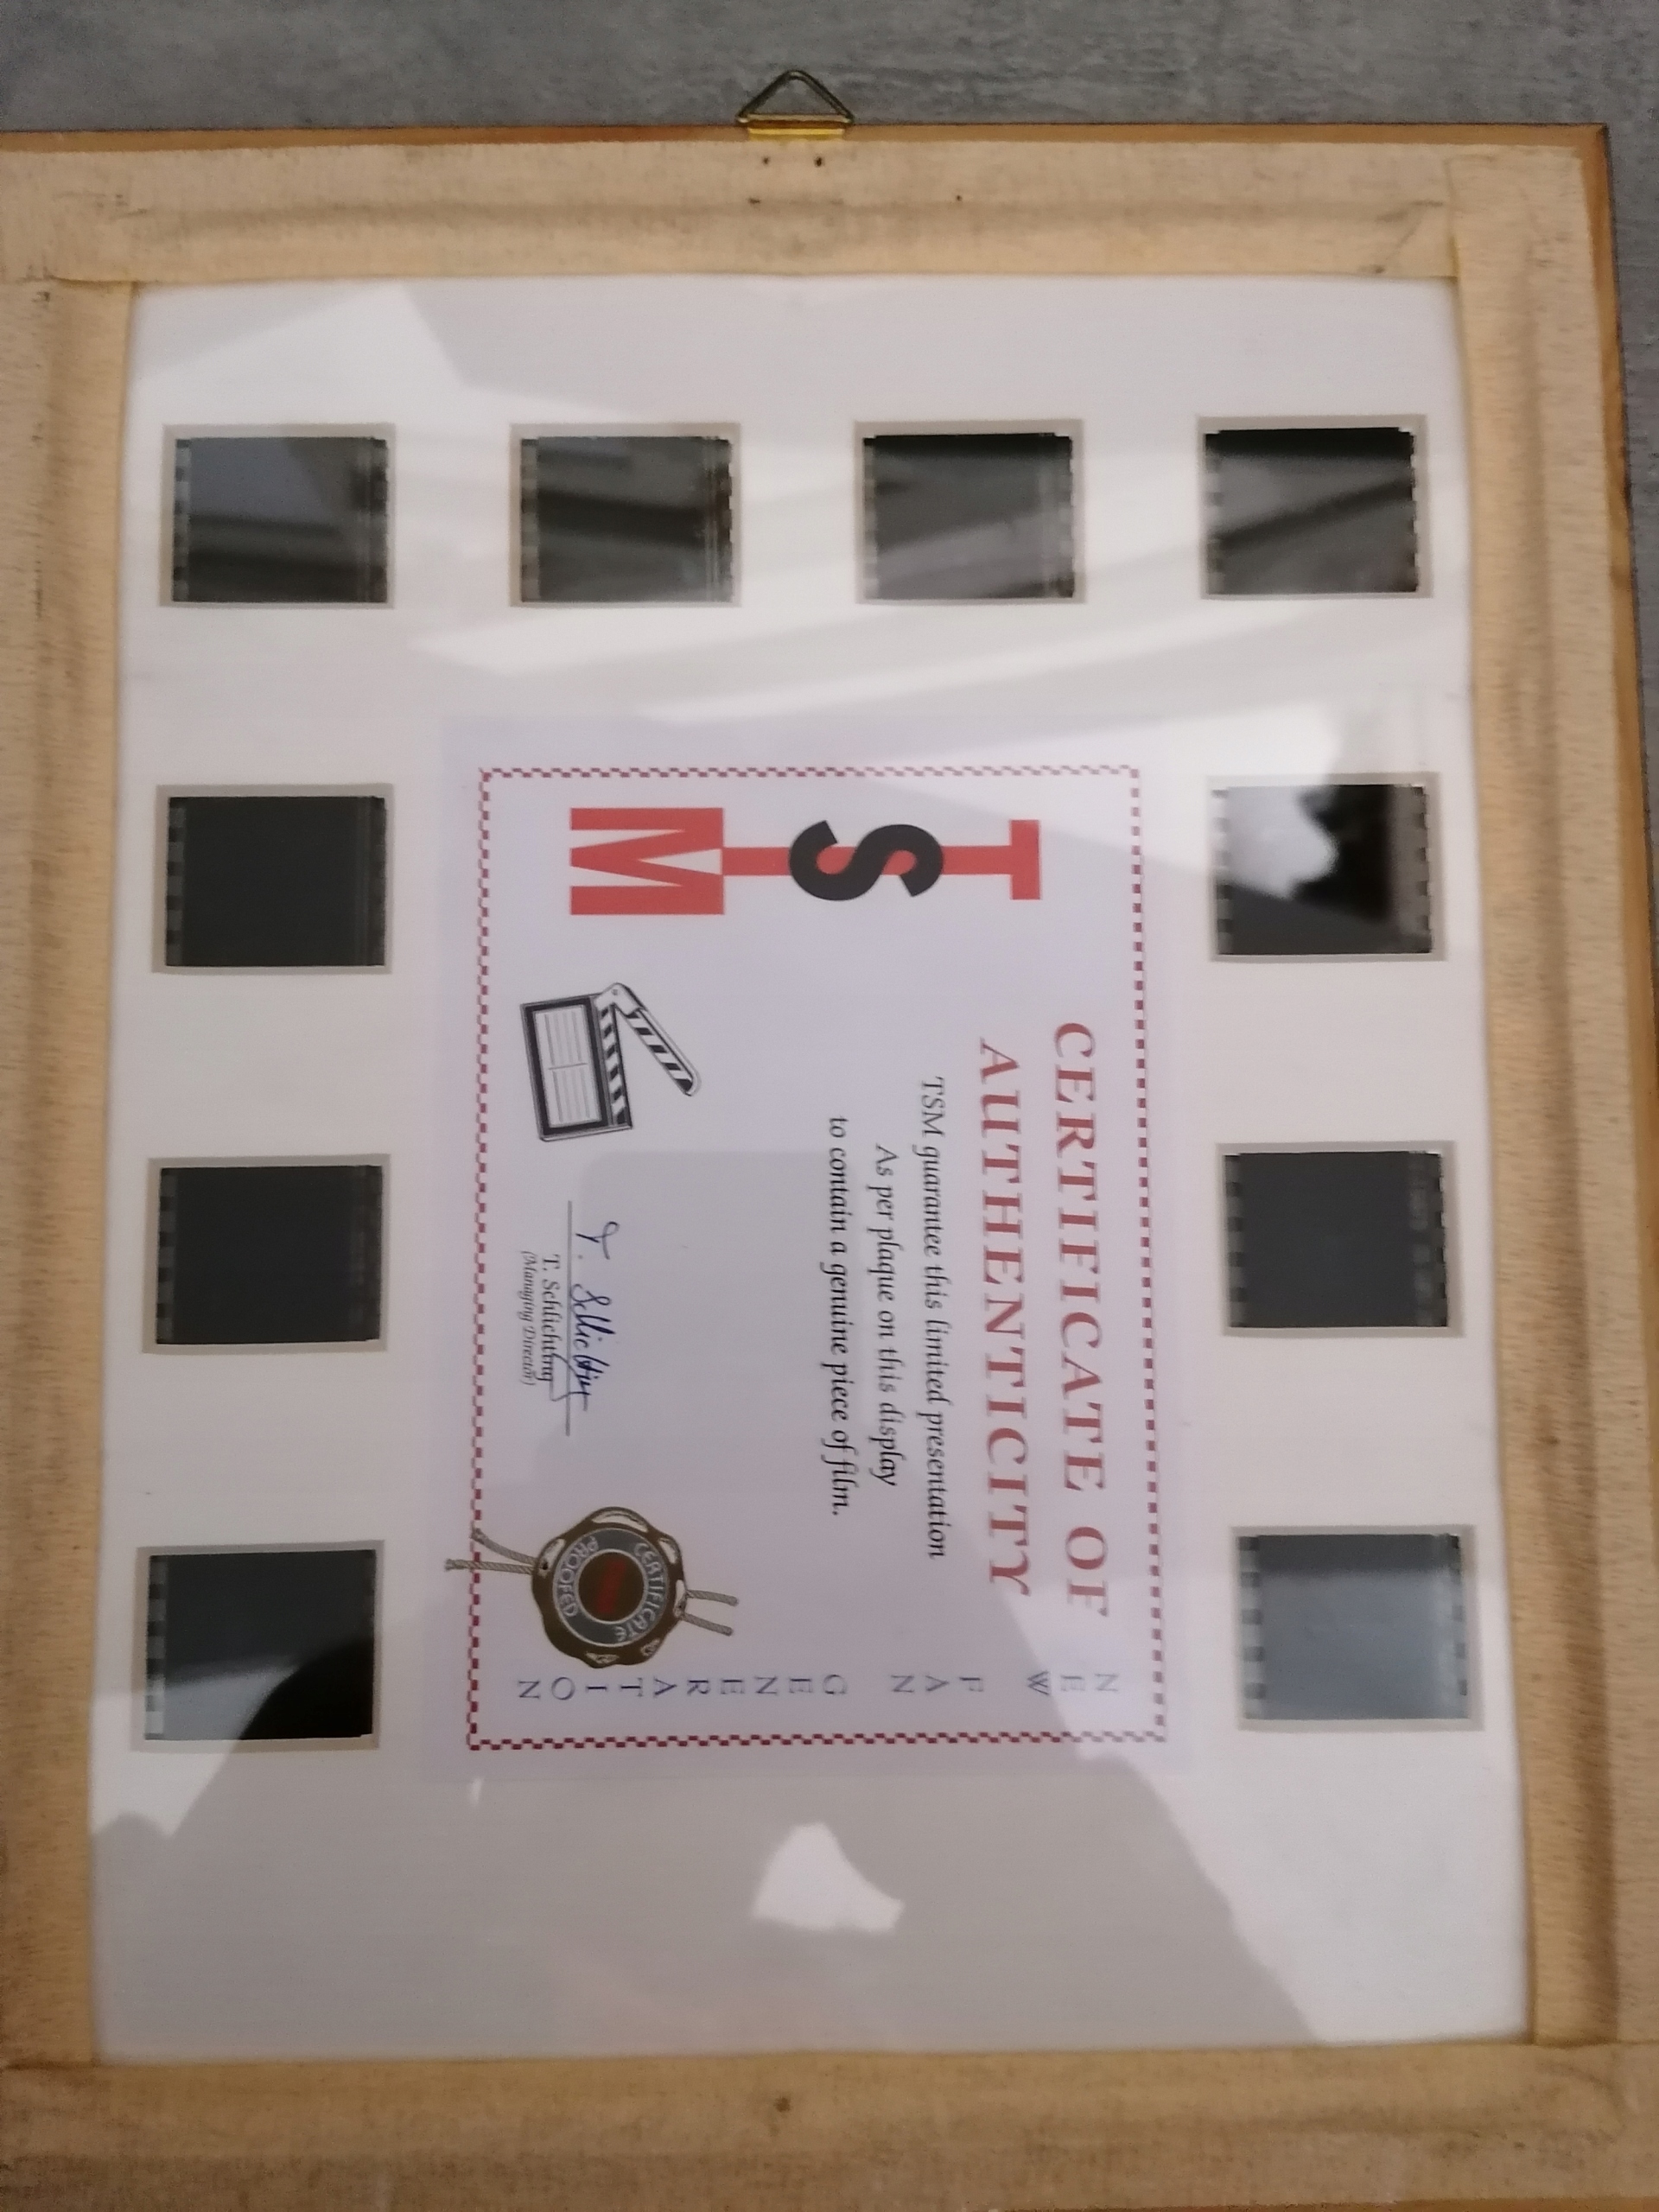 TSM
CERTIFICATE OF
AUTHENTICITY
TSM guarantee this limited presentation
As per plaque on this display
to contain a genuine piece of film.
T. Schlichting
T. Schlichting
(Managing Director)
CERTIFICATE
PROOFED
NEW FAN GENERATION